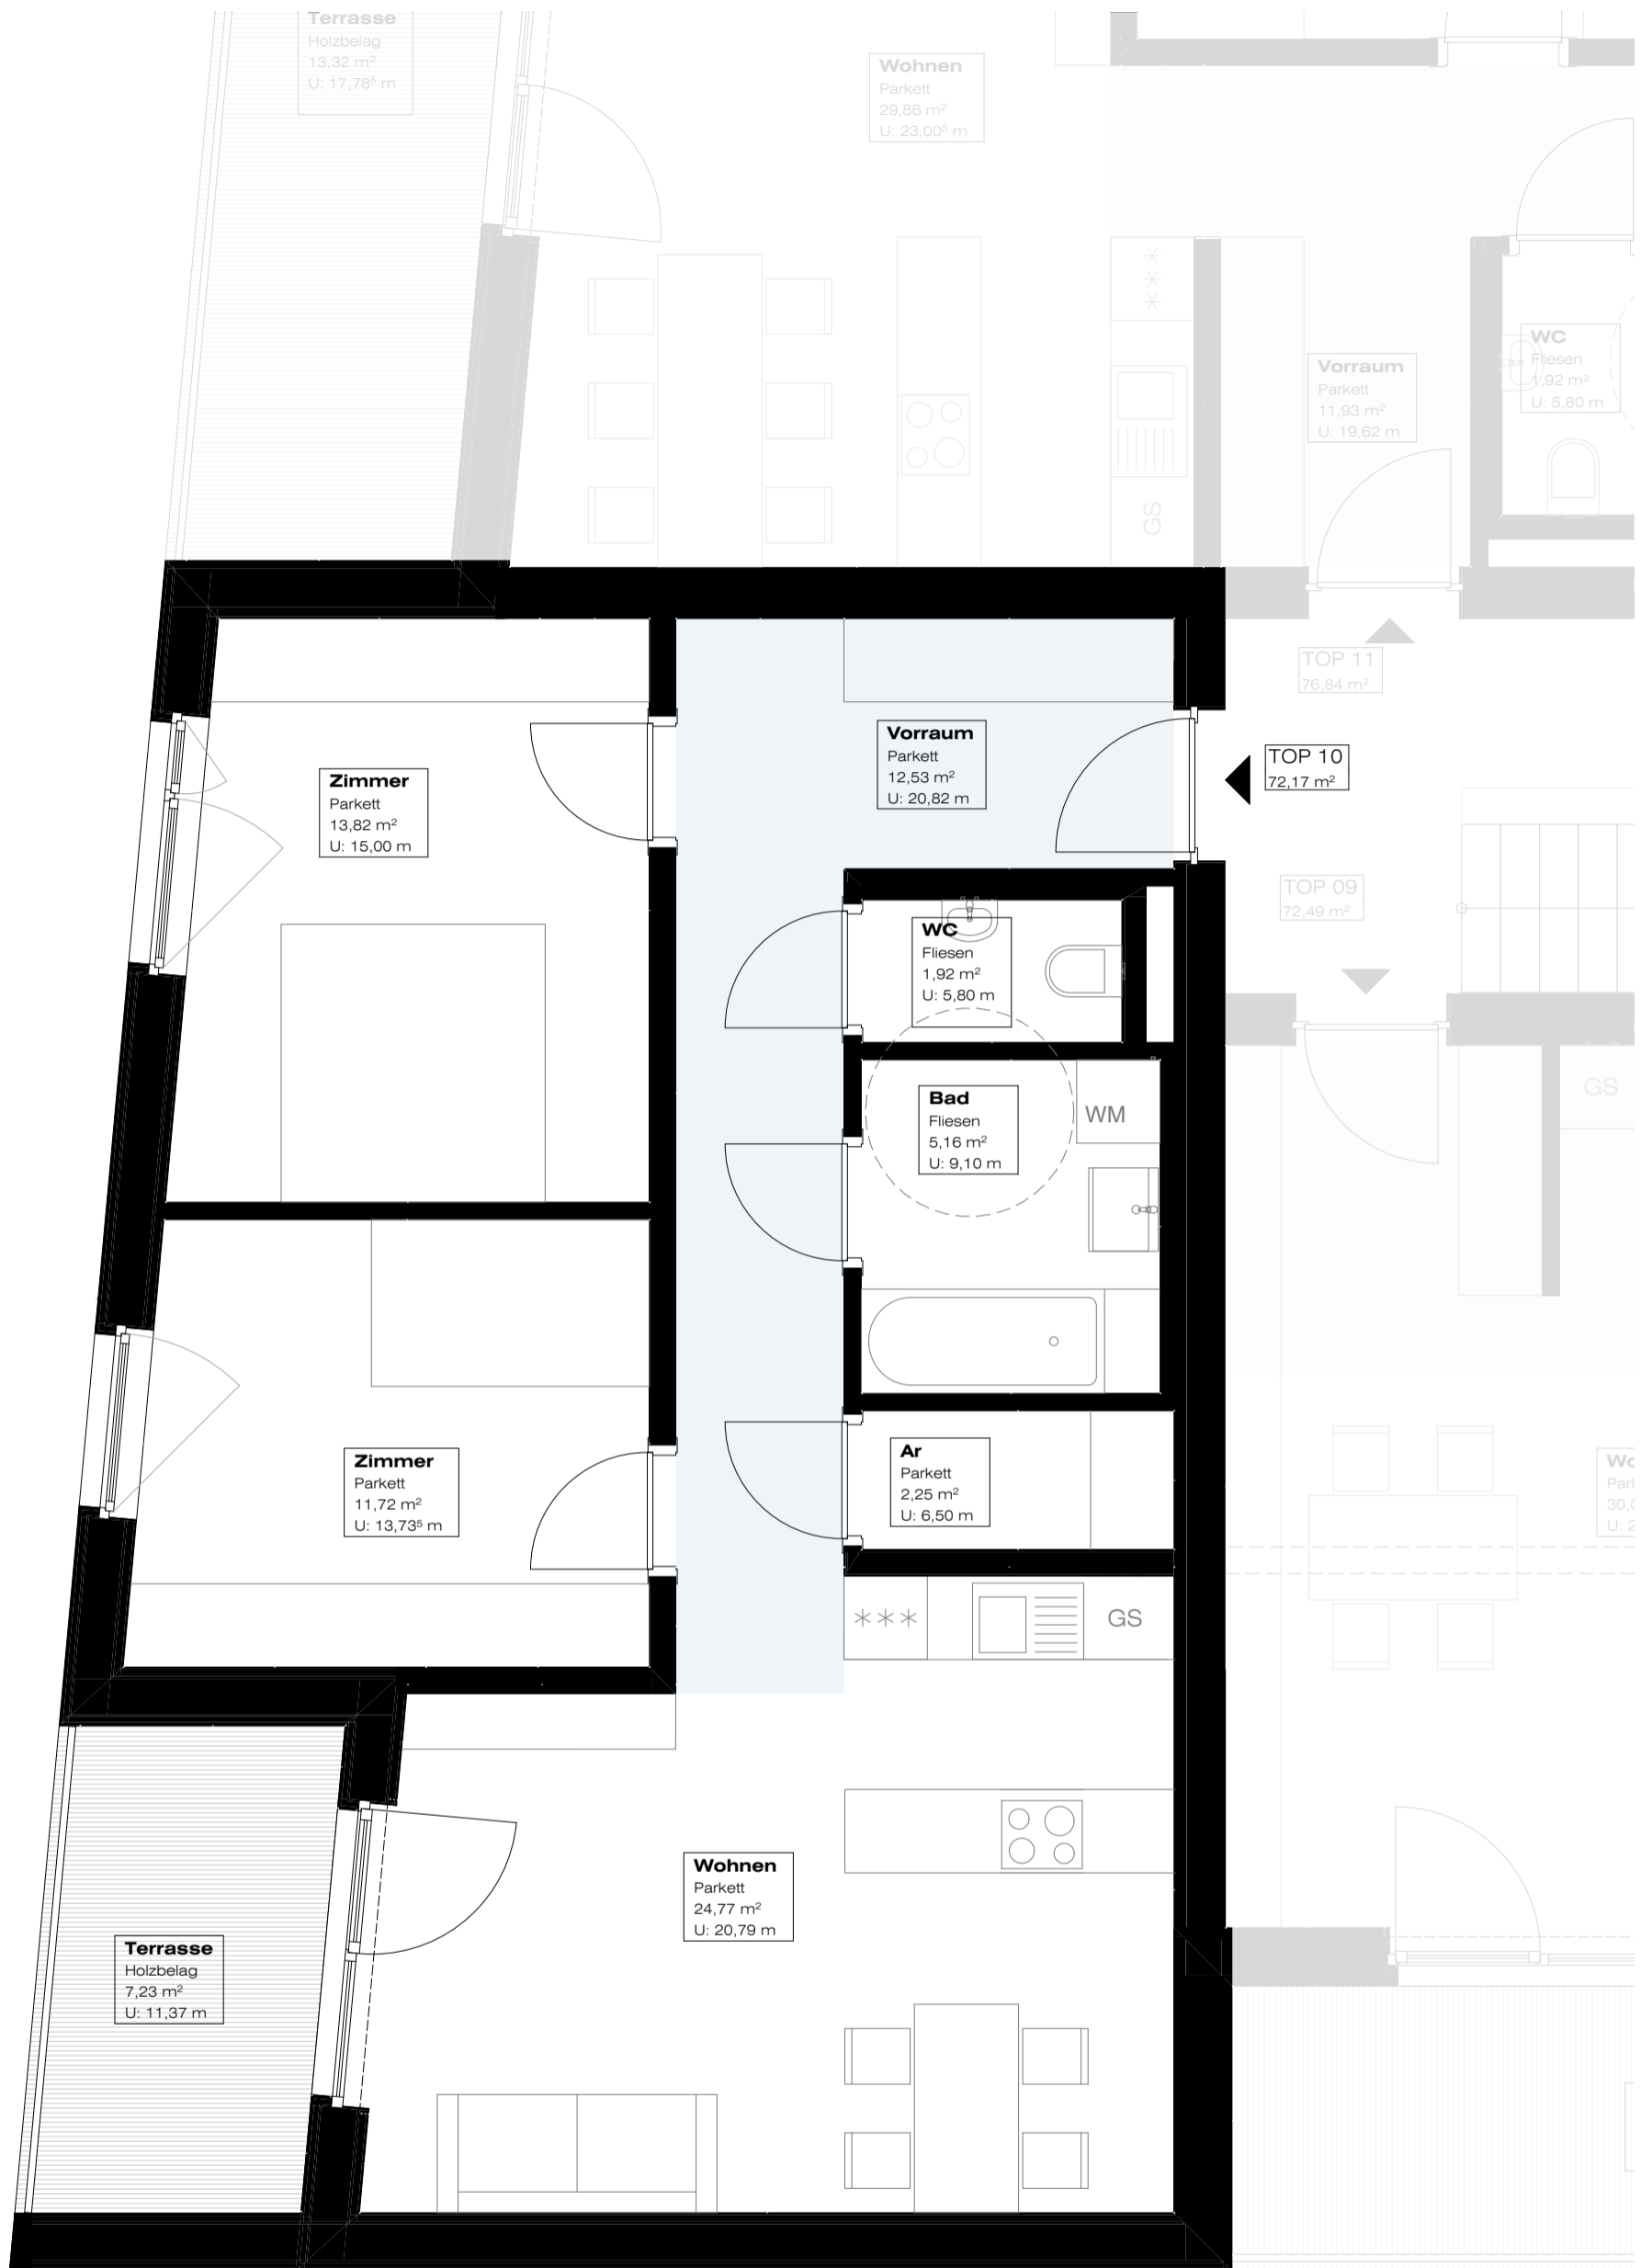 Terrasse
Holzbelag
13,32 m²
U: 17,78⁵ m
Wohnen
Parkett
29,86 m²
U: 23,00⁵ m
WC
Fliesen
1,92 m²
U: 5,80 m
Vorraum
Parkett
11,93 m²
U: 19,62 m
***
GS
TOP 11
76,84 m²
Vorraum
Parkett
12,53 m²
U: 20,82 m
TOP 10
72,17 m²
Zimmer
Parkett
13,82 m²
U: 15,00 m
TOP 09
72,49 m²
WC
Fliesen
1,92 m²
U: 5,80 m
GS
Bad
Fliesen
5,16 m²
U: 9,10 m
WM
Ar
Parkett
2,25 m²
U: 6,50 m
Zimmer
Parkett
11,72 m²
U: 13,73⁵ m
***
GS
Wohnen
Parkett
24,77 m²
U: 20,79 m
Terrasse
Holzbelag
7,23 m²
U: 11,37 m